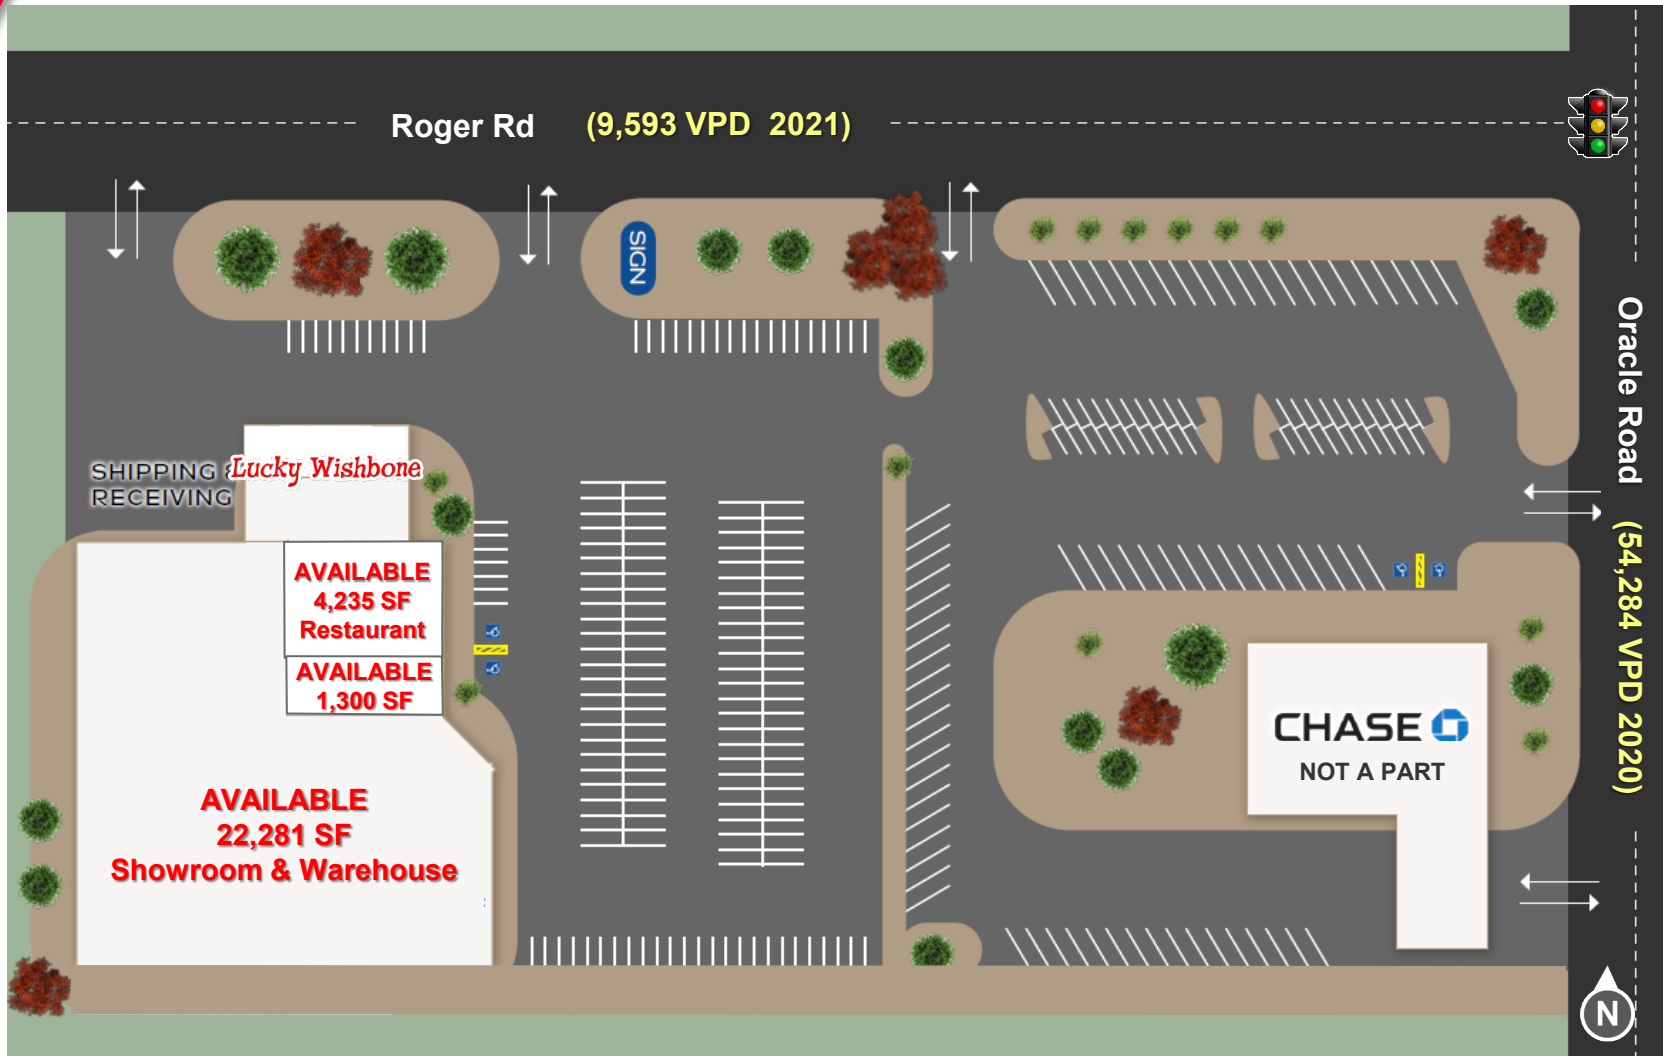 Roger Rd (9,593 VPD 2021)
SIGN
Oracle Road (54,284 VPD 2020)
SHIPPING &
RECEIVING
Lucky Wishbone
AVAILABLE
4,235 SF
Restaurant
AVAILABLE
1,300 SF
AVAILABLE
22,281 SF
Showroom & Warehouse
CHASE
NOT A PART
N